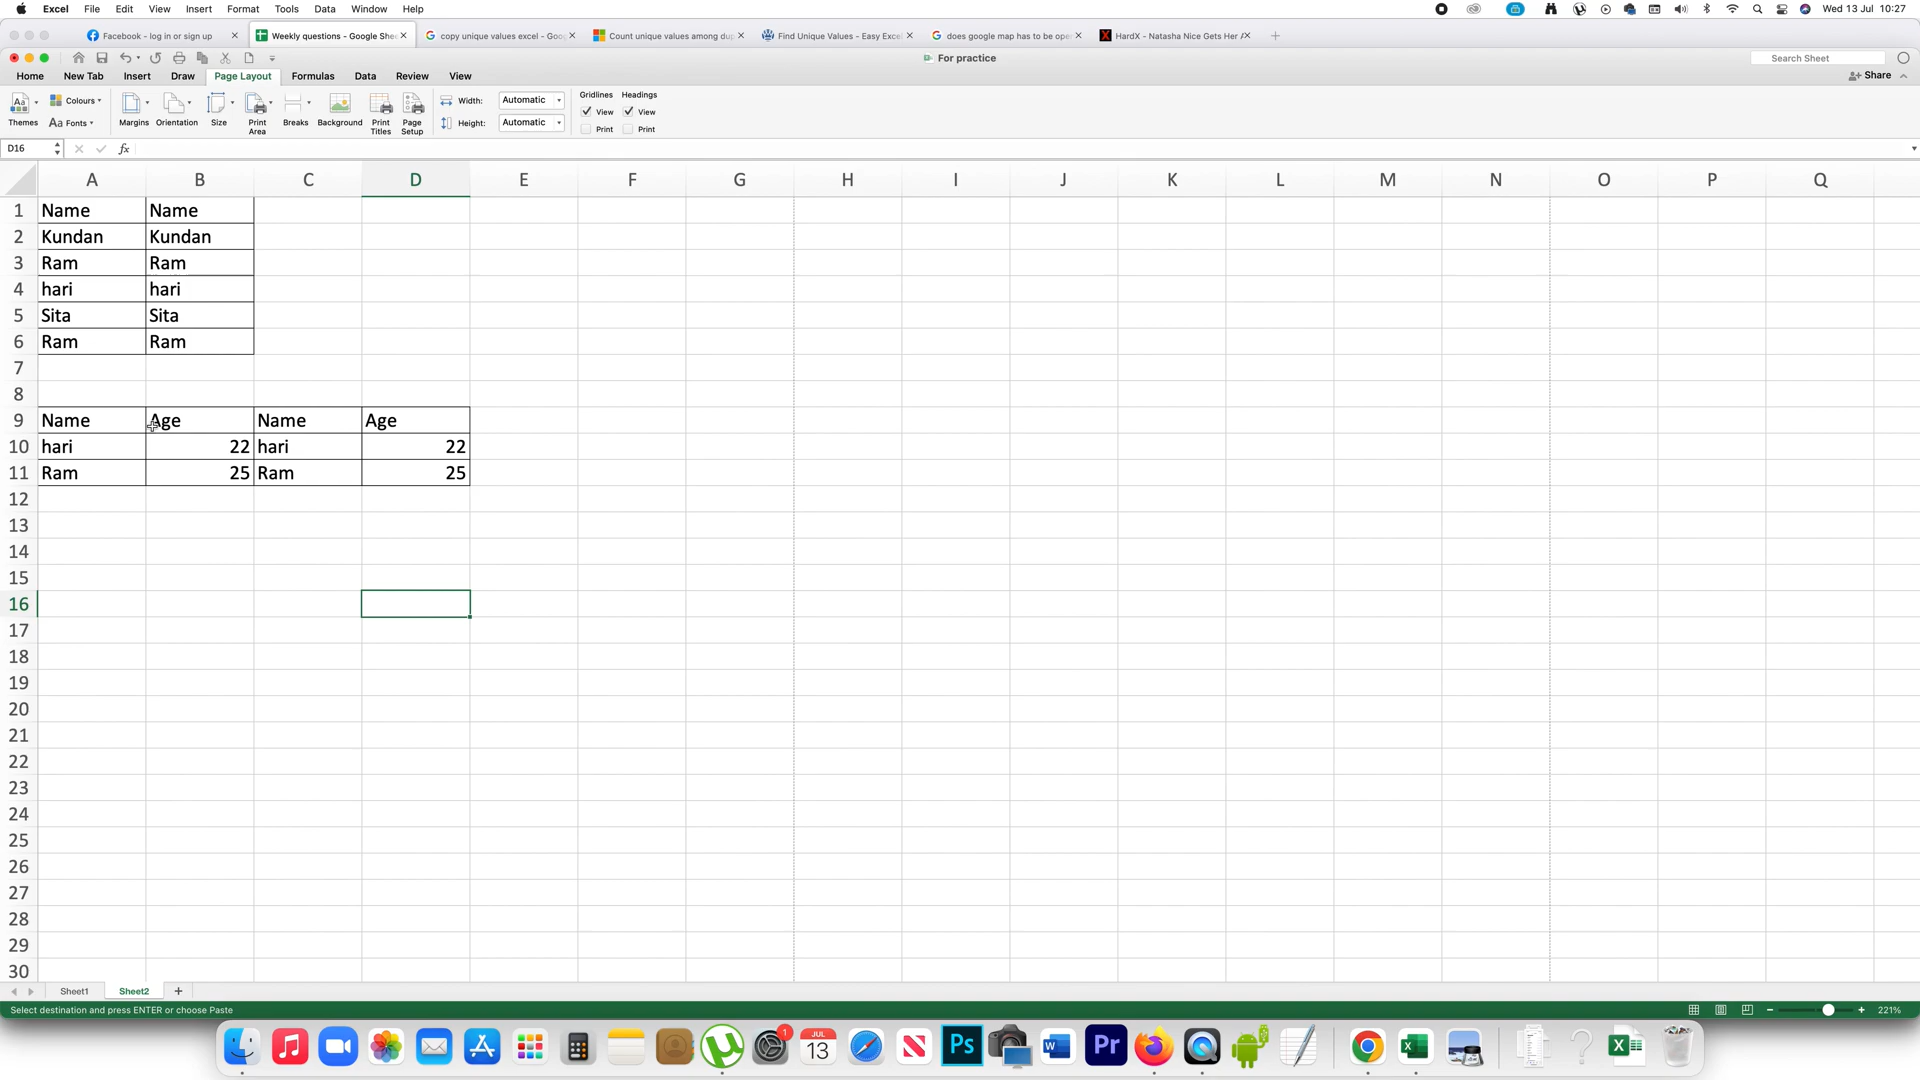 Excel File Edit View Insert Format Tools Data Window Help Wed 13 Jul 10:27
Facebook - log in or sign up Weekly questions - Google She copy unique values excel - Goo Count unique values among dup Find Unique Values - Easy Exce does google map has to be ope HardX - Natasha Nice Gets Her
For practice Search Sheet
Home New Tab Insert Draw Page Layout Formulas Data Review View Share
Aa Colours Width: Automatic Gridlines Headings
View View
Themes Aa Fonts Margins Orientation Size Print Area Breaks Background Print Titles Page Setup Height: Automatic Print Print
D16 fx
A B C D E F G H I J K L M N O P Q
1 Name Name
2 Kundan Kundan
3 Ram Ram
4 hari hari
5 Sita Sita
6 Ram Ram
7
8
9 Name Age Name Age
10 hari 22 hari 22
11 Ram 25 Ram 25
12
13
14
15
16
17
18
19
20
21
22
23
24
25
26
27
28
29
30
Sheet1 Sheet2 +
Select destination and press ENTER or choose Paste 221%
1 JUL 13 Ps W Pr X X